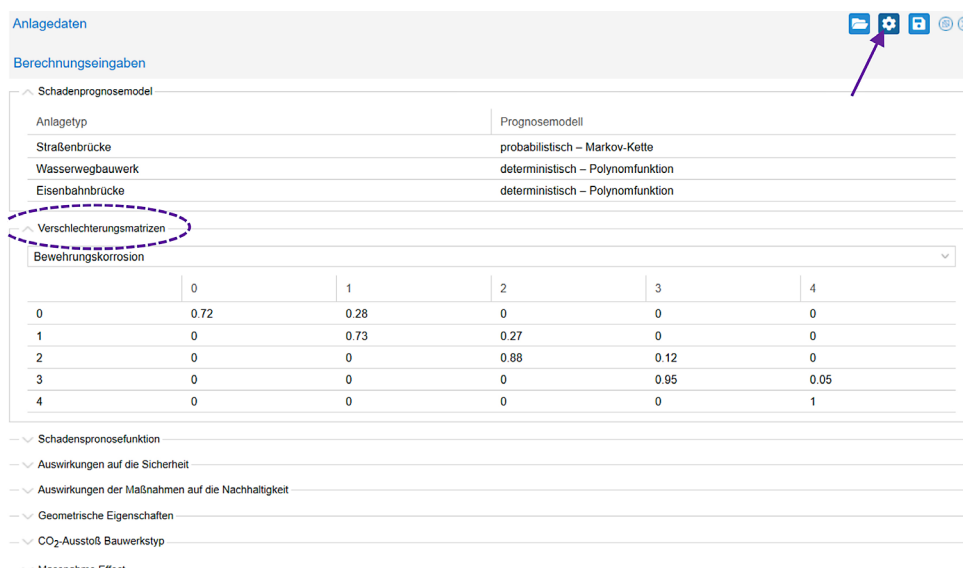 Anlagedaten
Berechnungseingaben
Schadenprognosemodel
Anlagetyp Prognosemodell
Straßenbrücke probabilistisch – Markov-Kette
Wasserwegbauwerk deterministisch – Polynomfunktion
Eisenbahnbrücke deterministisch – Polynomfunktion
Verschlechterungsmatrizen
Bewehrungskorrosion
0 1 2 3 4
0 0.72 0.28 0 0 0
1 0 0.73 0.27 0 0
2 0 0 0.88 0.12 0
3 0 0 0 0.95 0.05
4 0 0 0 0 1
Schadenspronosefunktion
Auswirkungen auf die Sicherheit
Auswirkungen der Maßnahmen auf die Nachhaltigkeit
Geometrische Eigenschaften
CO2-Ausstoß Bauwerkstyp